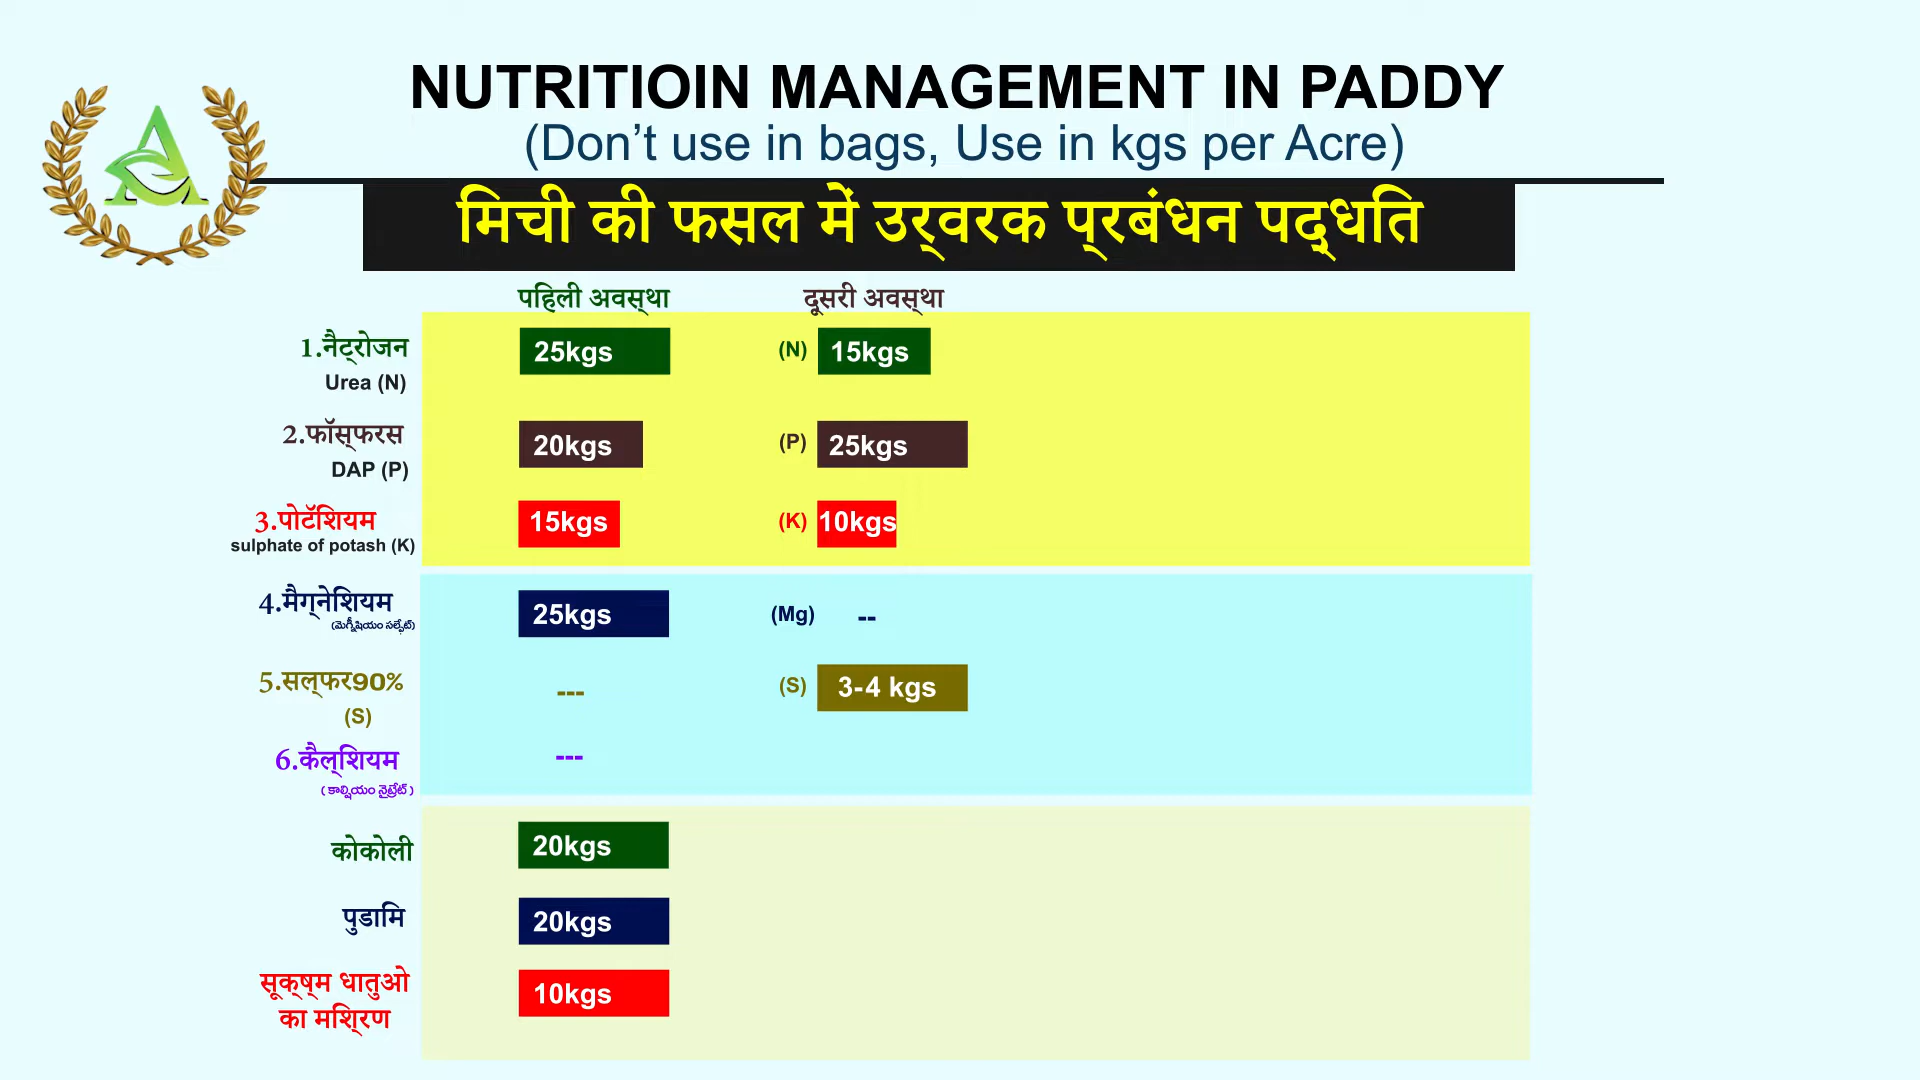 NUTRITIOIN MANAGEMENT IN PADDY
(Don’t use in bags, Use in kgs per Acre)
मिची की फसल में उर्वरक प्रबंधन पद्धति
पहिली अवस्था दूसरी अवस्था
1.नैट्रोजन 25kgs (N) 15kgs
Urea (N)
2.फॉस्फरस 20kgs (P) 25kgs
DAP (P)
3.पोटॅशियम 15kgs (K) 10kgs
sulphate of potash (K)
4.मैग्नेशियम 25kgs (Mg) --
(మెగ్నీషియం సల్ఫేట్)
5.सल्फर90% --- (S) 3-4 kgs
(S)
6.कैल्शियम ---
( కాల్షియం నైట్రేట్ )
कोकोली 20kgs
पुडामि 20kgs
सूक्ष्म धातुओ 10kgs
का मश्रिण